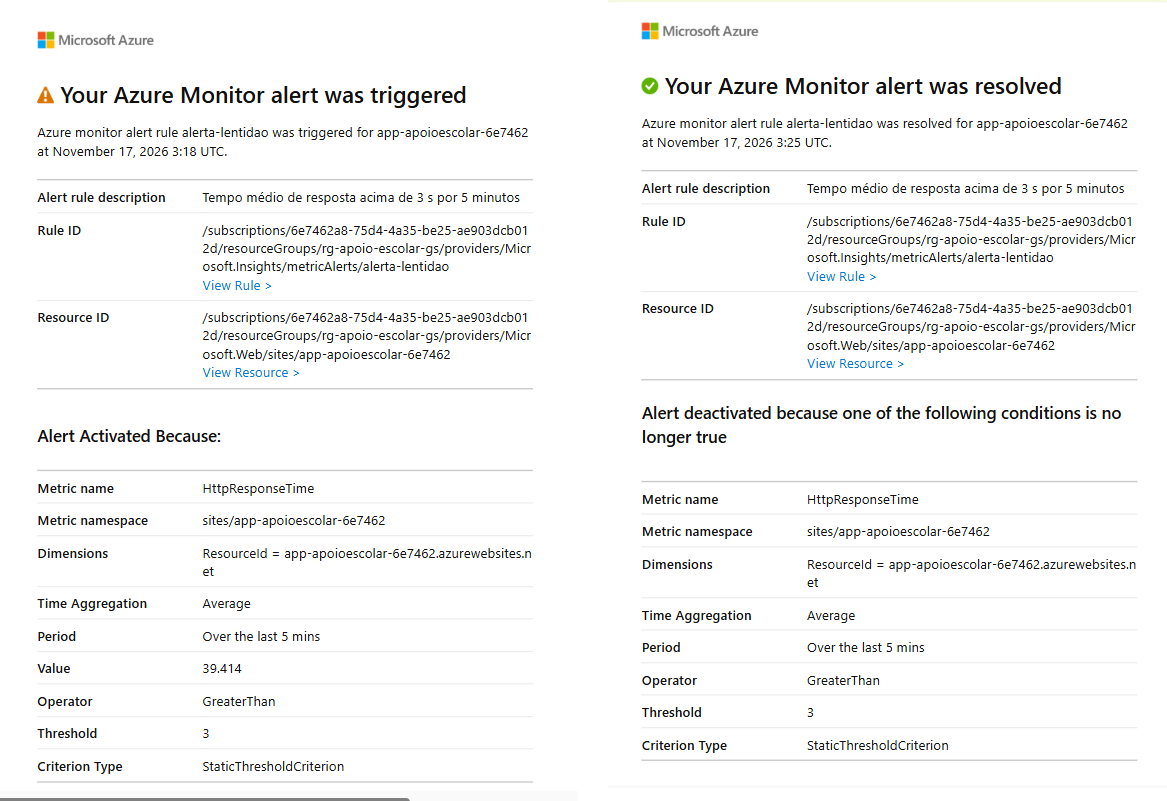 Microsoft Azure
Your Azure Monitor alert was triggered
Azure monitor alert rule alerta-lentidao was triggered for app-apoioescolar-6e7462
at November 17, 2026 3:18 UTC.
Alert rule description Tempo médio de resposta acima de 3 s por 5 minutos
Rule ID /subscriptions/6e7462a8-75d4-4a35-be25-ae903dcb01
2d/resourceGroups/rg-apoio-escolar-gs/providers/Micr
osoft.Insights/metricAlerts/alerta-lentidao
View Rule >
Resource ID /subscriptions/6e7462a8-75d4-4a35-be25-ae903dcb01
2d/resourceGroups/rg-apoio-escolar-gs/providers/Micr
osoft.Web/sites/app-apoioescolar-6e7462
View Resource >
Alert Activated Because:
Metric name HttpResponseTime
Metric namespace sites/app-apoioescolar-6e7462
Dimensions ResourceId = app-apoioescolar-6e7462.azurewebsites.n
et
Time Aggregation Average
Period Over the last 5 mins
Value 39.414
Operator GreaterThan
Threshold 3
Criterion Type StaticThresholdCriterion
Microsoft Azure
Your Azure Monitor alert was resolved
Azure monitor alert rule alerta-lentidao was resolved for app-apoioescolar-6e7462
at November 17, 2026 3:25 UTC.
Alert rule description Tempo médio de resposta acima de 3 s por 5 minutos
Rule ID /subscriptions/6e7462a8-75d4-4a35-be25-ae903dcb01
2d/resourceGroups/rg-apoio-escolar-gs/providers/Micr
osoft.Insights/metricAlerts/alerta-lentidao
View Rule >
Resource ID /subscriptions/6e7462a8-75d4-4a35-be25-ae903dcb01
2d/resourceGroups/rg-apoio-escolar-gs/providers/Micr
osoft.Web/sites/app-apoioescolar-6e7462
View Resource >
Alert deactivated because one of the following conditions is no
longer true
Metric name HttpResponseTime
Metric namespace sites/app-apoioescolar-6e7462
Dimensions ResourceId = app-apoioescolar-6e7462.azurewebsites.n
et
Time Aggregation Average
Period Over the last 5 mins
Operator GreaterThan
Threshold 3
Criterion Type StaticThresholdCriterion